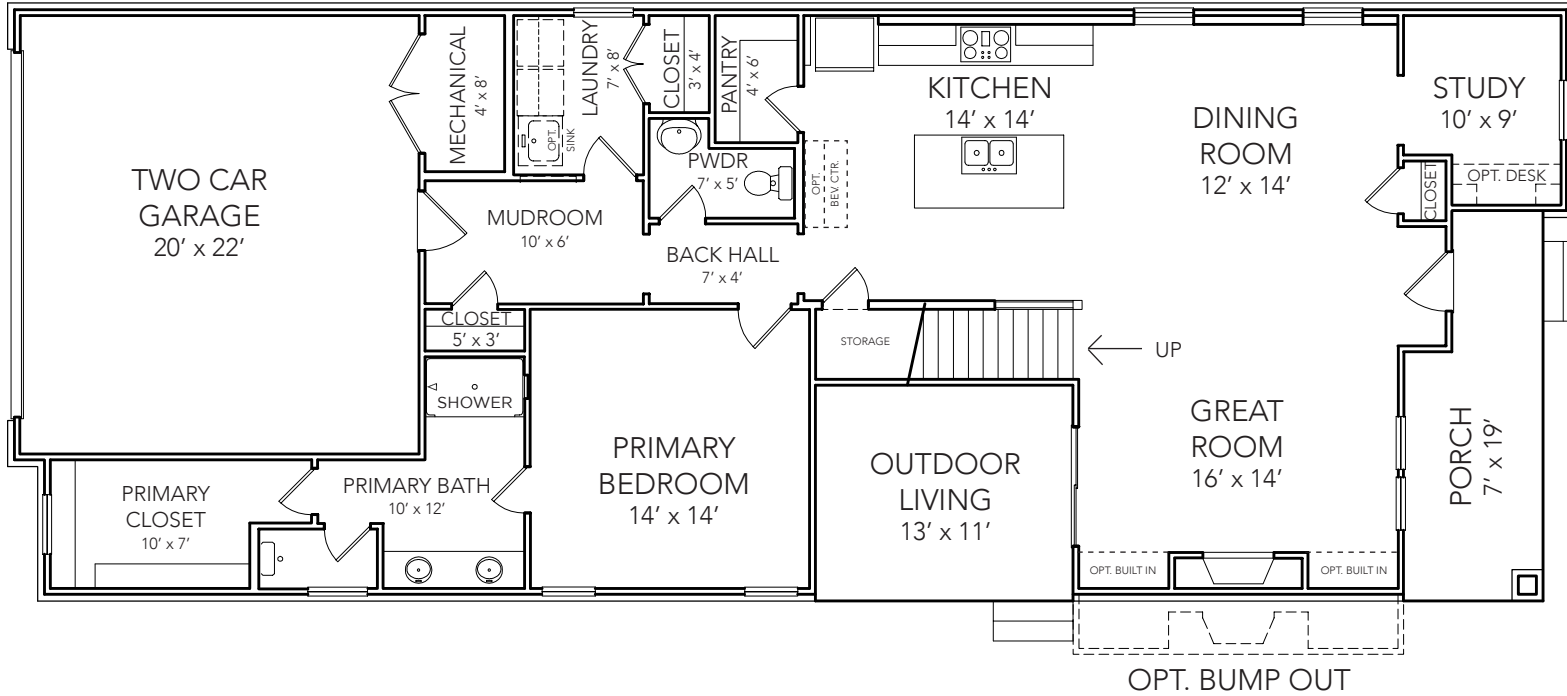 TWO CAR
GARAGE
20' x 22'
MECHANICAL
4' x 8'
LAUNDRY
7' x 8'
OPT.
SINK
CLOSET
3' x 4'
PANTRY
4' x 6'
PWDR
7' x 5'
MUDROOM
10' x 6'
BACK HALL
7' x 4'
CLOSET
5' x 3'
SHOWER
PRIMARY BATH
10' x 12'
PRIMARY
CLOSET
10' x 7'
PRIMARY
BEDROOM
14' x 14'
KITCHEN
14' x 14'
OPT.
BEV. CTR.
DINING
ROOM
12' x 14'
STUDY
10' x 9'
OPT. DESK
CLOSET
STORAGE
UP
OUTDOOR
LIVING
13' x 11'
GREAT
ROOM
16' x 14'
PORCH
7' x 19'
OPT. BUILT IN
OPT. BUILT IN
OPT. BUMP OUT